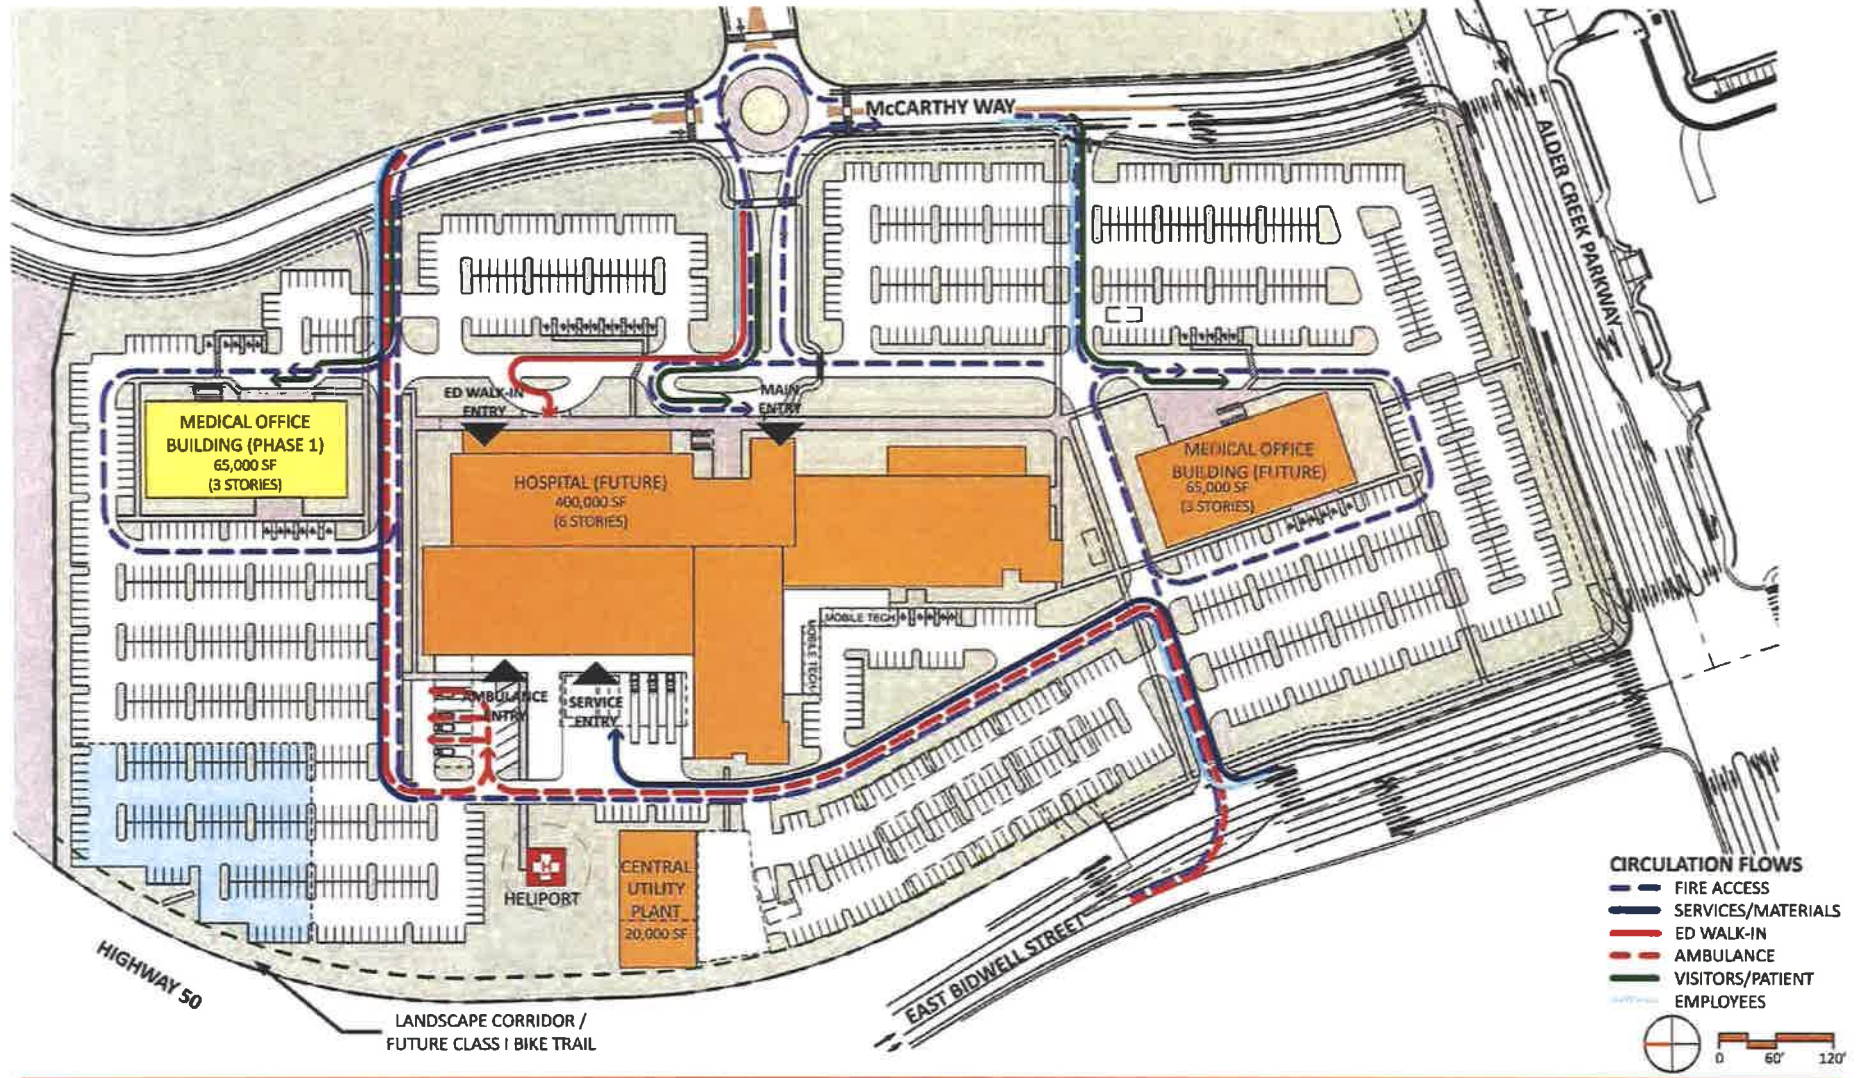 McCARTHY WAY
ALDER CREEK PARKWAY
ED WALK-IN
ENTRY
MAIN
ENTRY
MEDICAL OFFICE
BUILDING (PHASE 1)
65,000 SF
(3 STORIES)
HOSPITAL (FUTURE)
400,000 SF
(6 STORIES)
MEDICAL OFFICE
BUILDING (FUTURE)
65,000 SF
(3 STORIES)
MOBILE TECH
MOBILE TECH
AMBULANCE
ENTRY
SERVICE
ENTRY
H
HELIPORT
CENTRAL
UTILITY
PLANT
20,000 SF
HIGHWAY 50
LANDSCAPE CORRIDOR /
FUTURE CLASS I BIKE TRAIL
EAST BIDWELL STREET
CIRCULATION FLOWS
FIRE ACCESS
SERVICES/MATERIALS
ED WALK-IN
AMBULANCE
VISITORS/PATIENT
EMPLOYEES
0 60' 120'